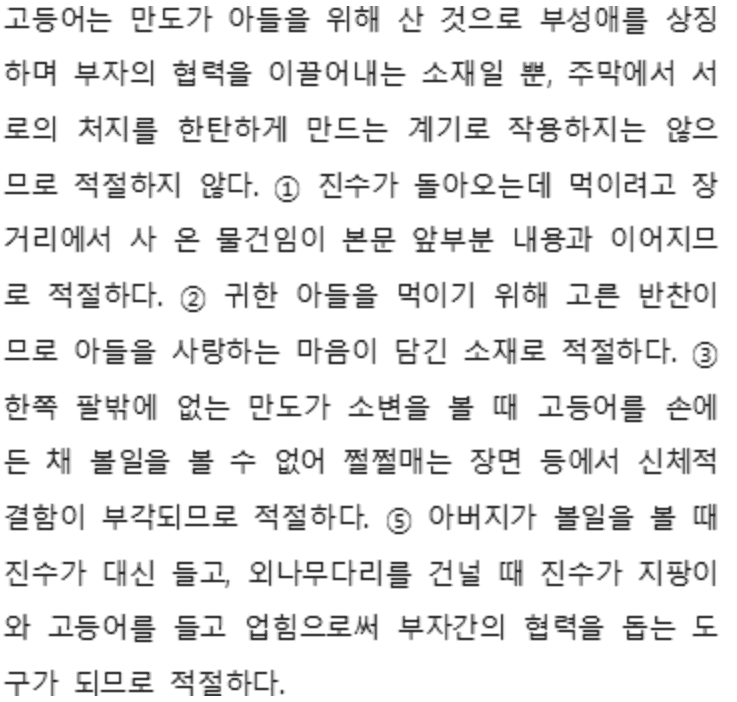 고등어는 만도가 아들을 위해 산 것으로 부성애를 상징
하며 부자의 협력을 이끌어내는 소재일 뿐, 주막에서 서
로의 처지를 한탄하게 만드는 계기로 작용하지는 않으
므로 적절하지 않다. ① 진수가 돌아오는데 먹이려고 장
거리에서 사 온 물건임이 본문 앞부분 내용과 이어지므
로 적절하다. ② 귀한 아들을 먹이기 위해 고른 반찬이
므로 아들을 사랑하는 마음이 담긴 소재로 적절하다. ③
한쪽 팔밖에 없는 만도가 소변을 볼 때 고등어를 손에
든 채 볼일을 볼 수 없어 쩔쩔매는 장면 등에서 신체적
결함이 부각되므로 적절하다. ⑤ 아버지가 볼일을 볼 때
진수가 대신 들고, 외나무다리를 건널 때 진수가 지팡이
와 고등어를 들고 업힘으로써 부자간의 협력을 돕는 도
구가 되므로 적절하다.